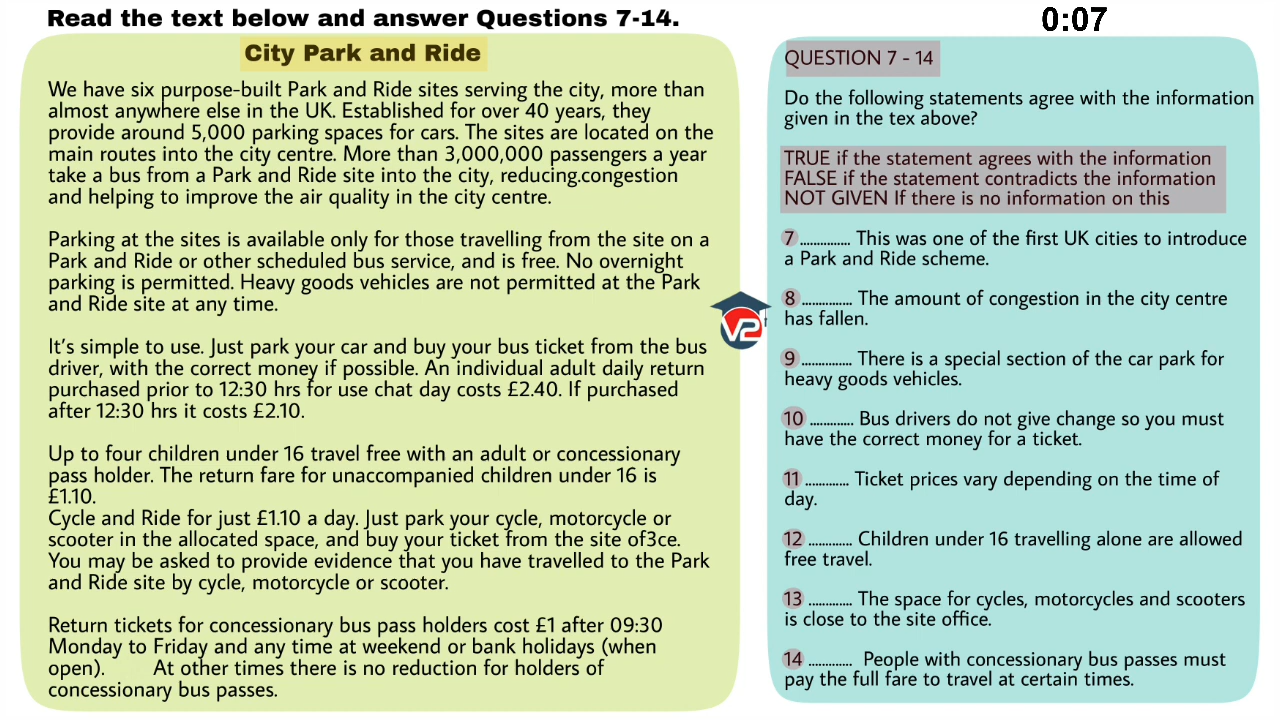 Read the text below and answer Questions 7-14.
0:07
City Park and Ride
We have six purpose-built Park and Ride sites serving the city, more than
almost anywhere else in the UK. Established for over 40 years, they
provide around 5,000 parking spaces for cars. The sites are located on the
main routes into the city centre. More than 3,000,000 passengers a year
take a bus from a Park and Ride site into the city, reducing.congestion
and helping to improve the air quality in the city centre.
Parking at the sites is available only for those travelling from the site on a
Park and Ride or other scheduled bus service, and is free. No overnight
parking is permitted. Heavy goods vehicles are not permitted at the Park
and Ride site at any time.
It's simple to use. Just park your car and buy your bus ticket from the bus
driver, with the correct money if possible. An individual adult daily return
purchased prior to 12:30 hrs for use chat day costs £2.40. If purchased
after 12:30 hrs it costs £2.10.
Up to four children under 16 travel free with an adult or concessionary
pass holder. The return fare for unaccompanied children under 16 is
£1.10.
Cycle and Ride for just £1.10 a day. Just park your cycle, motorcycle or
scooter in the allocated space, and buy your ticket from the site of3ce.
You may be asked to provide evidence that you have travelled to the Park
and Ride site by cycle, motorcycle or scooter.
Return tickets for concessionary bus pass holders cost £1 after 09:30
Monday to Friday and any time at weekend or bank holidays (when
open). At other times there is no reduction for holders of
concessionary bus passes.
V2
QUESTION 7 - 14
Do the following statements agree with the information
given in the tex above?
TRUE if the statement agrees with the information
FALSE if the statement contradicts the information
NOT GIVEN If there is no information on this
7 .............. This was one of the first UK cities to introduce
a Park and Ride scheme.
8 .............. The amount of congestion in the city centre
has fallen.
9 .............. There is a special section of the car park for
heavy goods vehicles.
10 ............ Bus drivers do not give change so you must
have the correct money for a ticket.
11 ............ Ticket prices vary depending on the time of
day.
12 ............ Children under 16 travelling alone are allowed
free travel.
13 ............ The space for cycles, motorcycles and scooters
is close to the site office.
14 ............ People with concessionary bus passes must
pay the full fare to travel at certain times.